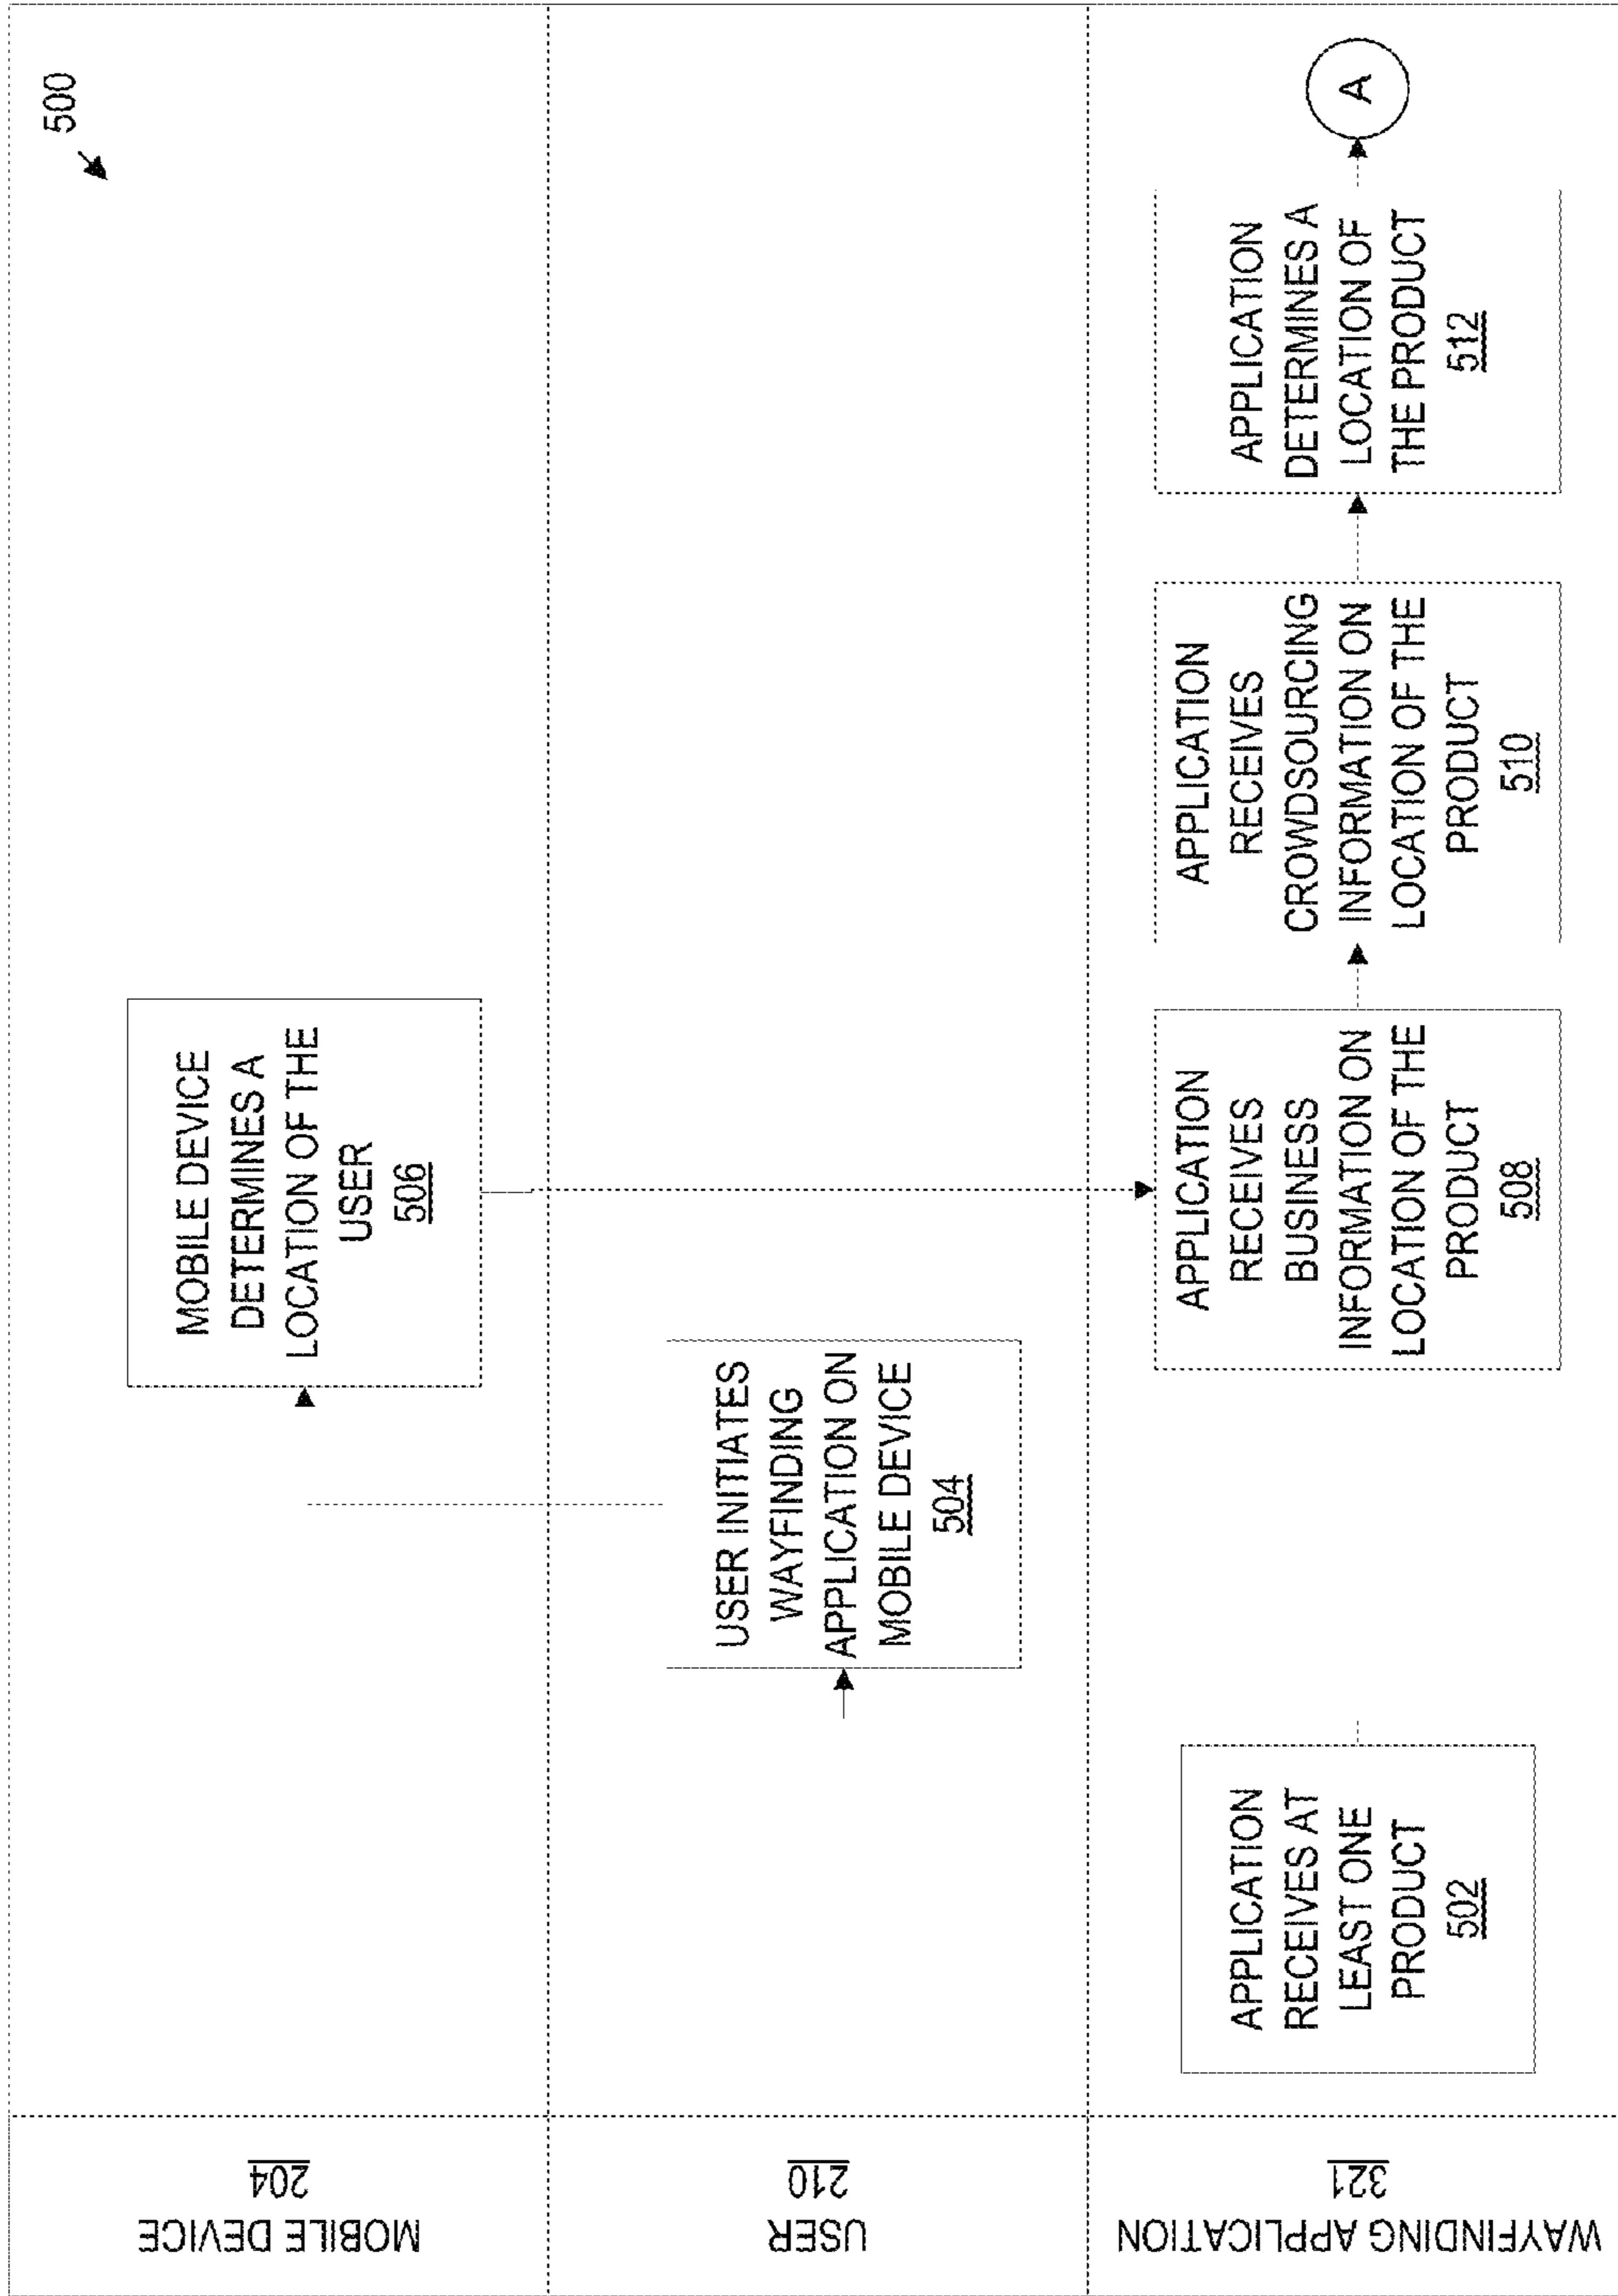 500
MOBILE DEVICE
204
MOBILE DEVICE
DETERMINES A
LOCATION OF THE
USER
506
USER
210
USER INITIATES
WAYFINDING
APPLICATION ON
MOBILE DEVICE
504
WAYFINDING APPLICATION
321
APPLICATION
RECEIVES AT
LEAST ONE
PRODUCT
502
APPLICATION
RECEIVES
BUSINESS
INFORMATION ON
LOCATION OF THE
PRODUCT
508
APPLICATION
RECEIVES
CROWDSOURCING
INFORMATION ON
LOCATION OF THE
PRODUCT
510
APPLICATION
DETERMINES A
LOCATION OF
THE PRODUCT
512
A